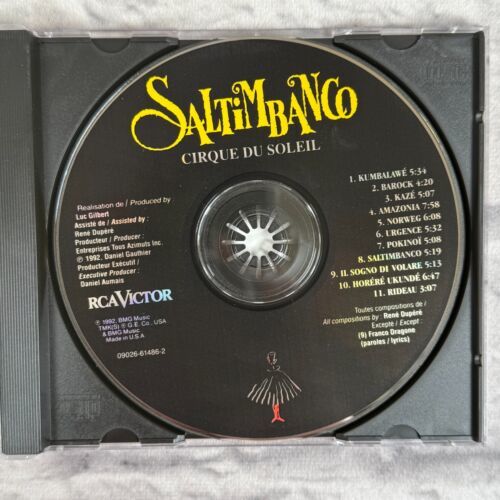 SALTIMBANCO
CIRQUE DU SOLEIL
Réalisation de / Produced by
Luc Gilbert
Assisté de / Assisted by :
René Dupéré
Producteur / Producer :
Entreprises Tous Azimuts Inc.
℗ 1992. Daniel Gauthier
Producteur Exécutif /
Executive Producer :
Daniel Aumais
RCA VICTOR
℗ 1992, BMG Music
TMK(S) ® G.E. Co., USA
& BMG Music
Made in U.S.A
09026-61486-2
1. KUMBALAWÉ 5:34
2. BAROCK 4:20
3. KAZÉ 5:07
4. AMAZONIA 7:58
5. NORWEG 6:08
6. URGENCE 5:32
7. POKINOÏ 5:08
8. SALTIMBANCO 5:19
9. IL SOGNO DI VOLARE 5:13
10. HORÉRÉ UKUNDÉ 6:47
11. RIDEAU 3:07
Toutes compositions de /
All compositions by : René Dupéré
Excepté / Except :
(9) Franco Dragone
(paroles / lyrics)